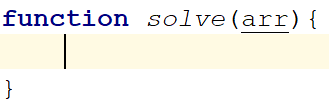 function solve(arr){
}